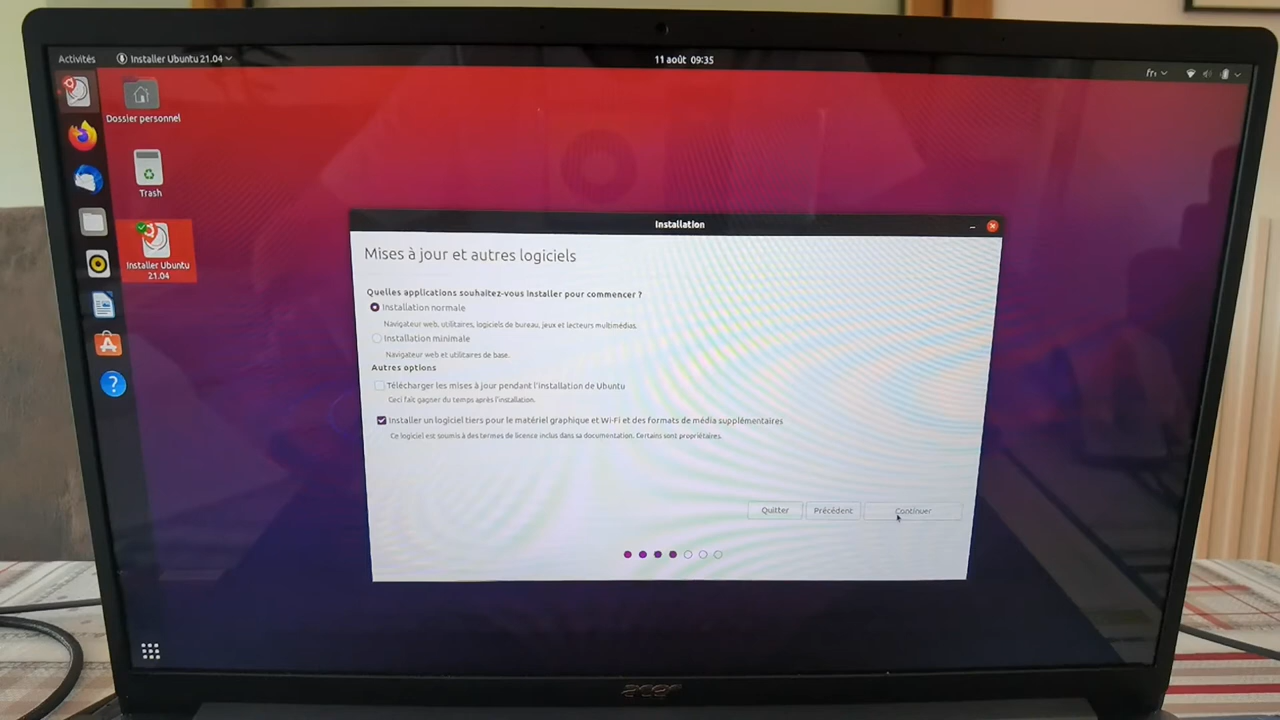 Activités
Installer Ubuntu 21.04
11 août 09:35
fr₁
Dossier personnel
Trash
Installer Ubuntu
21.04
Installation
Mises à jour et autres logiciels
Quelles applications souhaitez-vous installer pour commencer ?
Installation normale
Navigateur web, utilitaires, logiciels de bureau, jeux et lecteurs multimédias.
Installation minimale
Navigateur web et utilitaires de base.
Autres options
Télécharger les mises à jour pendant l'installation de Ubuntu
Ceci fait gagner du temps après l'installation.
Installer un logiciel tiers pour le matériel graphique et Wi-Fi et des formats de média supplémentaires
Ce logiciel est soumis à des termes de licence inclus dans sa documentation. Certains sont propriétaires.
Quitter
Précédent
Continuer
acer